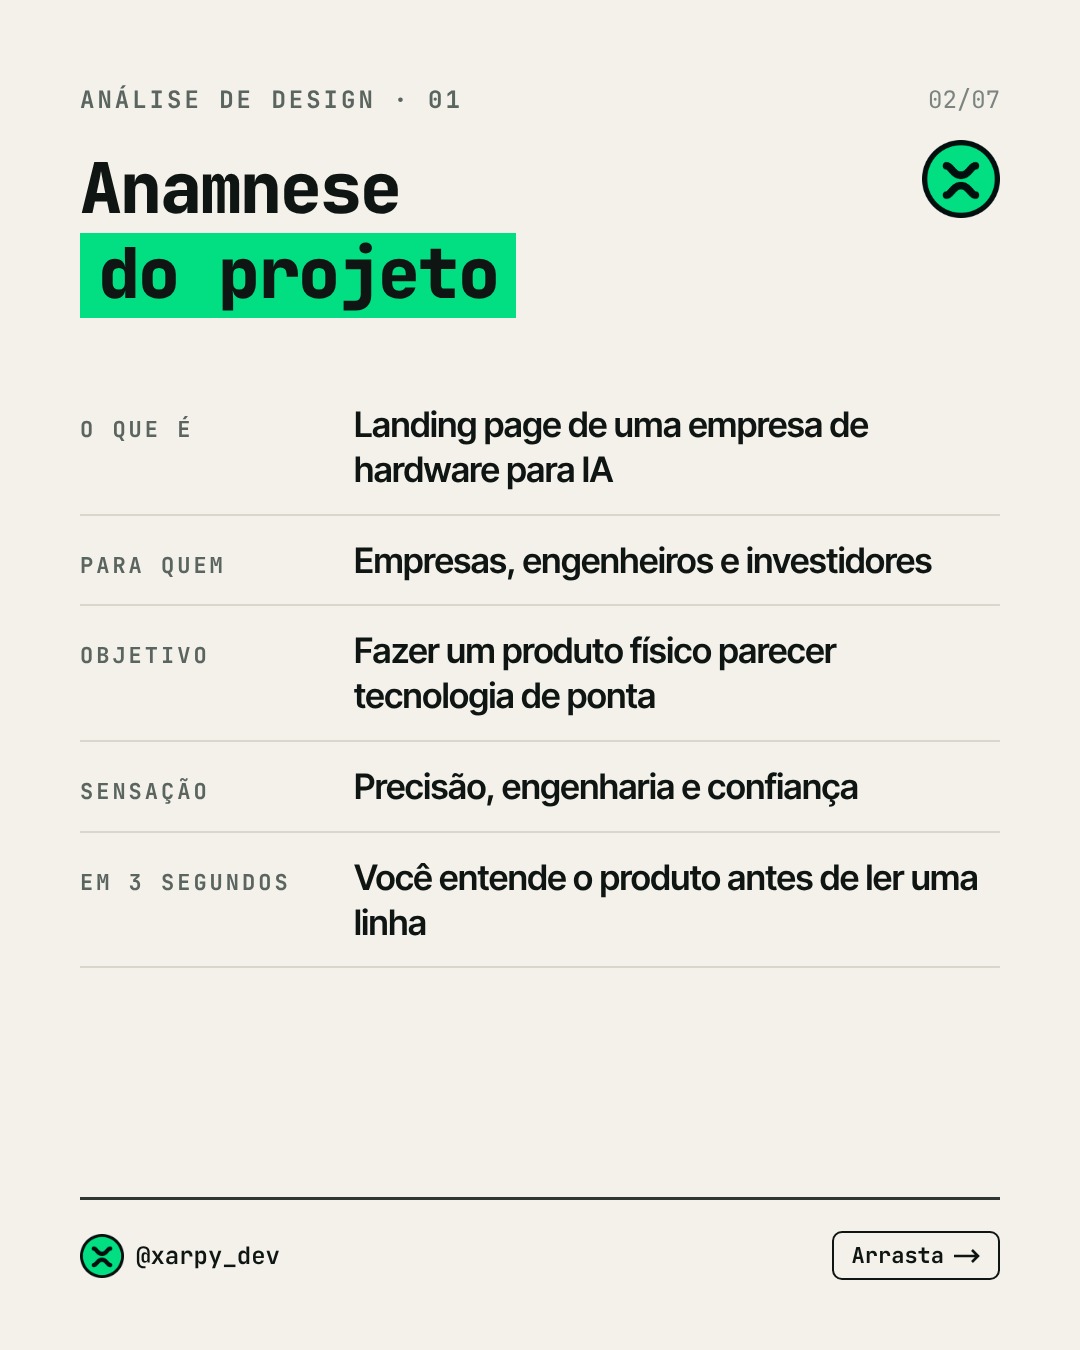 ANÁLISE DE DESIGN · 01
02/07
Anamnese
do projeto
O QUE É
Landing page de uma empresa de
hardware para IA
PARA QUEM
Empresas, engenheiros e investidores
OBJETIVO
Fazer um produto físico parecer
tecnologia de ponta
SENSAÇÃO
Precisão, engenharia e confiança
EM 3 SEGUNDOS
Você entende o produto antes de ler uma
linha
@xarpy_dev
Arrasta →